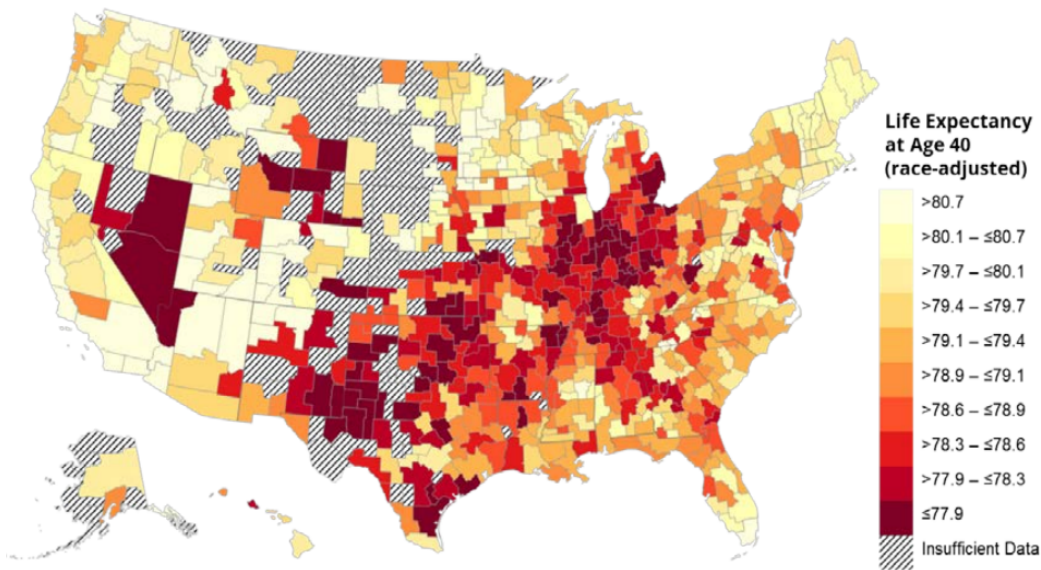 Life Expectancy
at Age 40
(race-adjusted)
>80.7
>80.1 – ≤80.7
>79.7 – ≤80.1
>79.4 – ≤79.7
>79.1 – ≤79.4
>78.9 – ≤79.1
>78.6 – ≤78.9
>78.3 – ≤78.6
>77.9 – ≤78.3
≤77.9
Insufficient Data